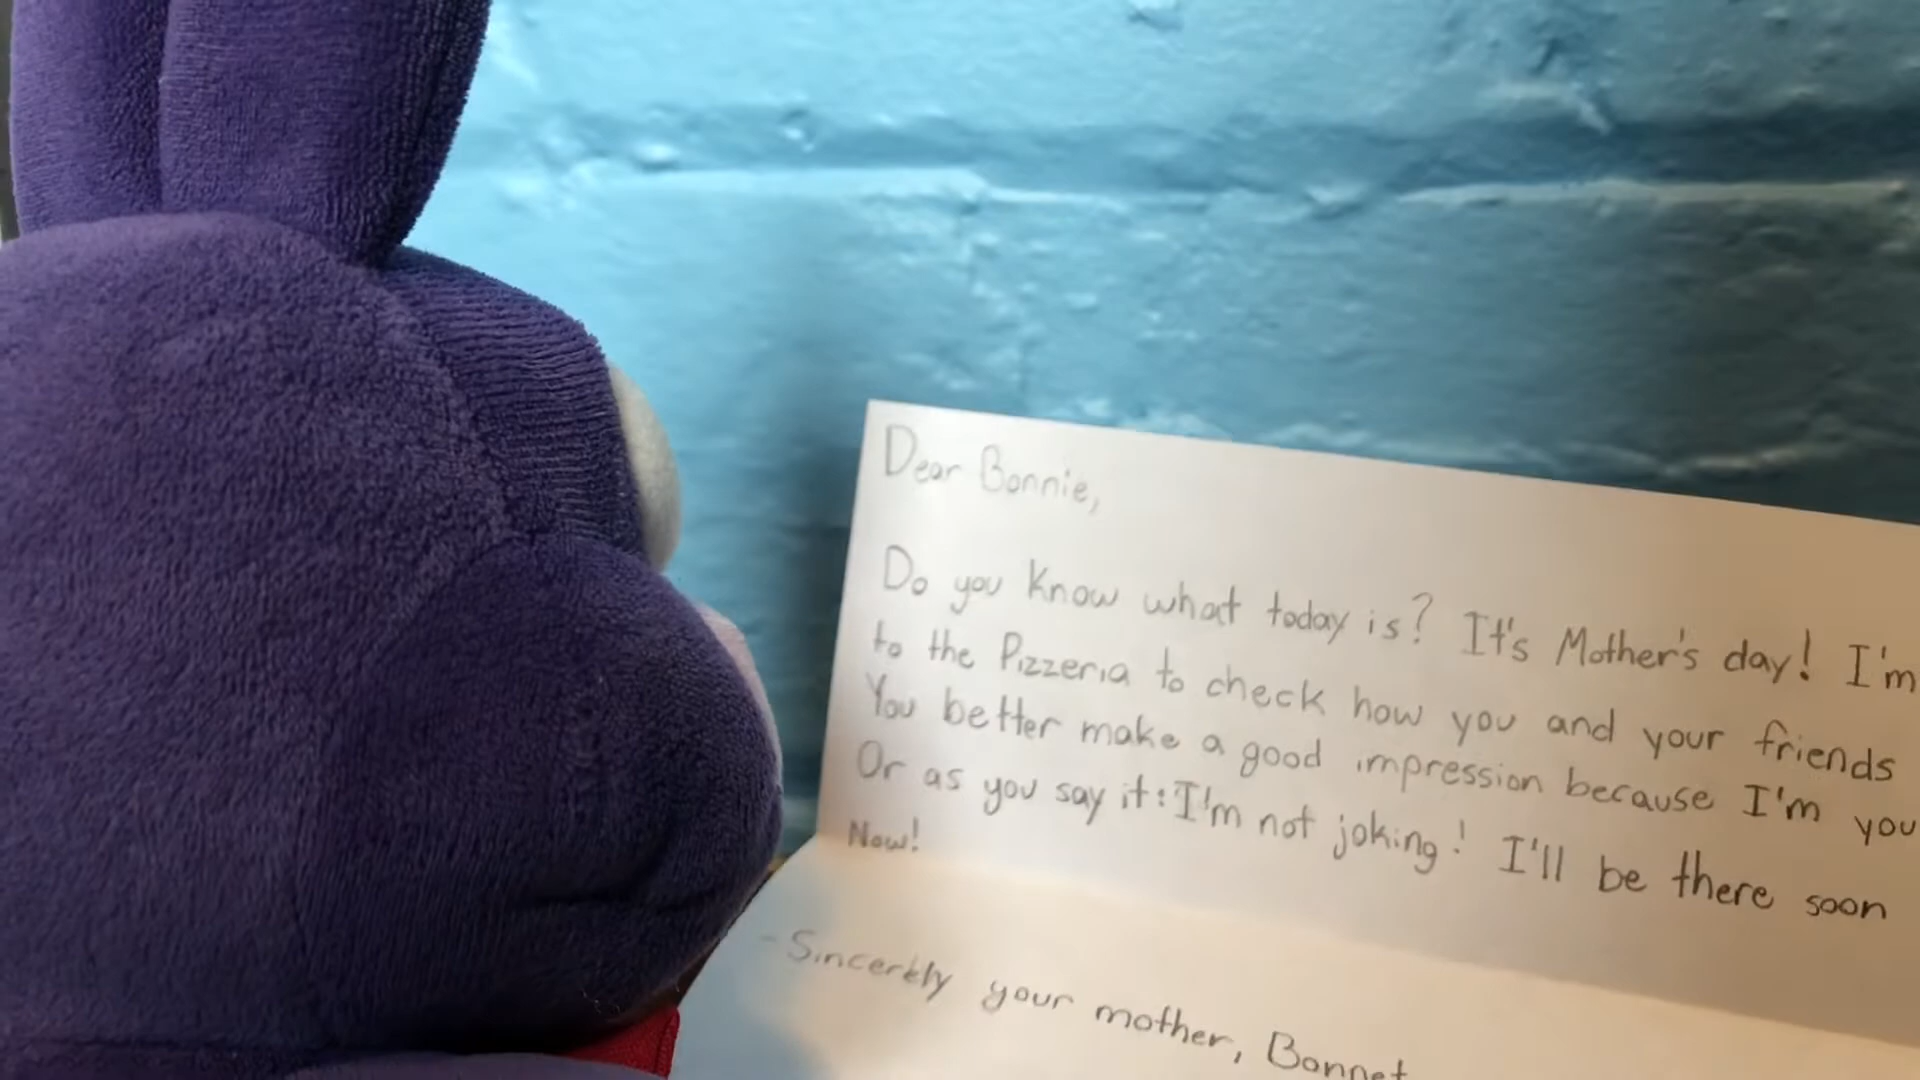 Dear Bonnie,
Do you know what today is? It's Mother's day! I'm
to the Pizzeria to check how you and your friends
You better make a good impression because I'm you
Or as you say it: I'm not joking! I'll be there soon
Now!
- Sincerely your mother, Bonnet